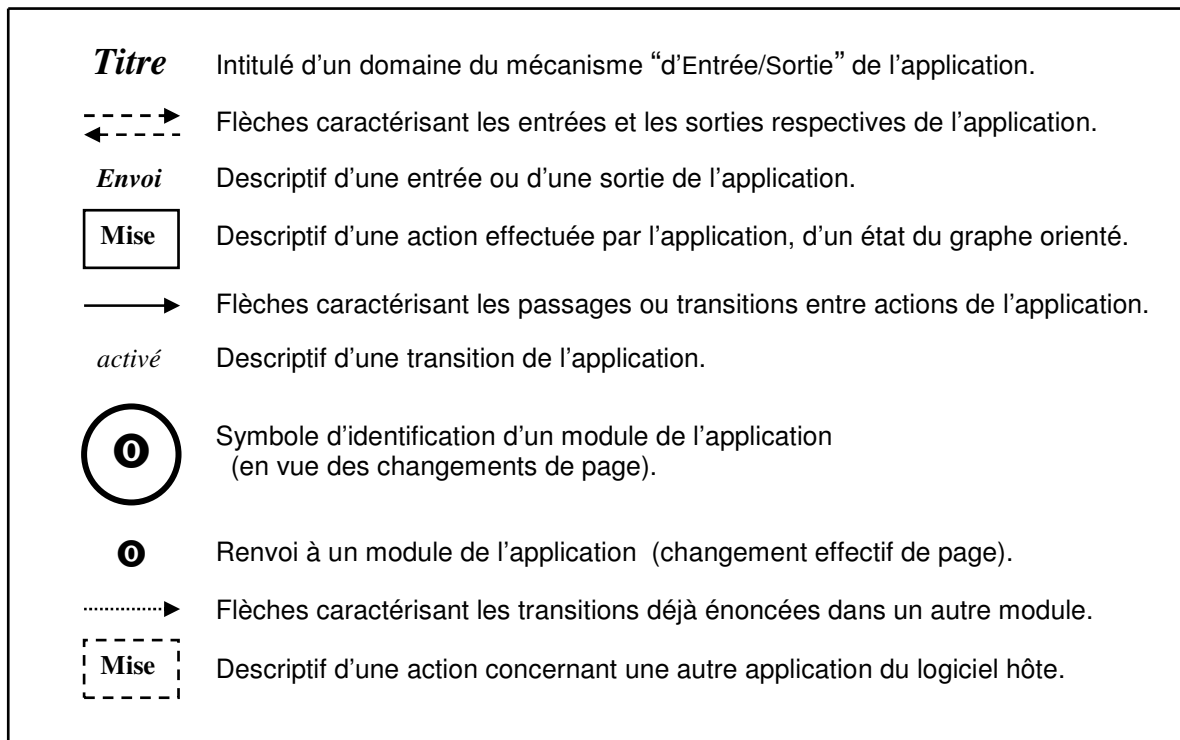 Titre Intitulé d’un domaine du mécanisme “d’Entrée/Sortie” de l’application.
Flèches caractérisant les entrées et les sorties respectives de l’application.
Envoi Descriptif d’une entrée ou d’une sortie de l’application.
Mise Descriptif d’une action effectuée par l’application, d’un état du graphe orienté.
Flèches caractérisant les passages ou transitions entre actions de l’application.
activé Descriptif d’une transition de l’application.
Symbole d’identification d’un module de l’application
0 (en vue des changements de page).
0 Renvoi à un module de l’application (changement effectif de page).
Flèches caractérisant les transitions déjà énoncées dans un autre module.
Mise Descriptif d’une action concernant une autre application du logiciel hôte.